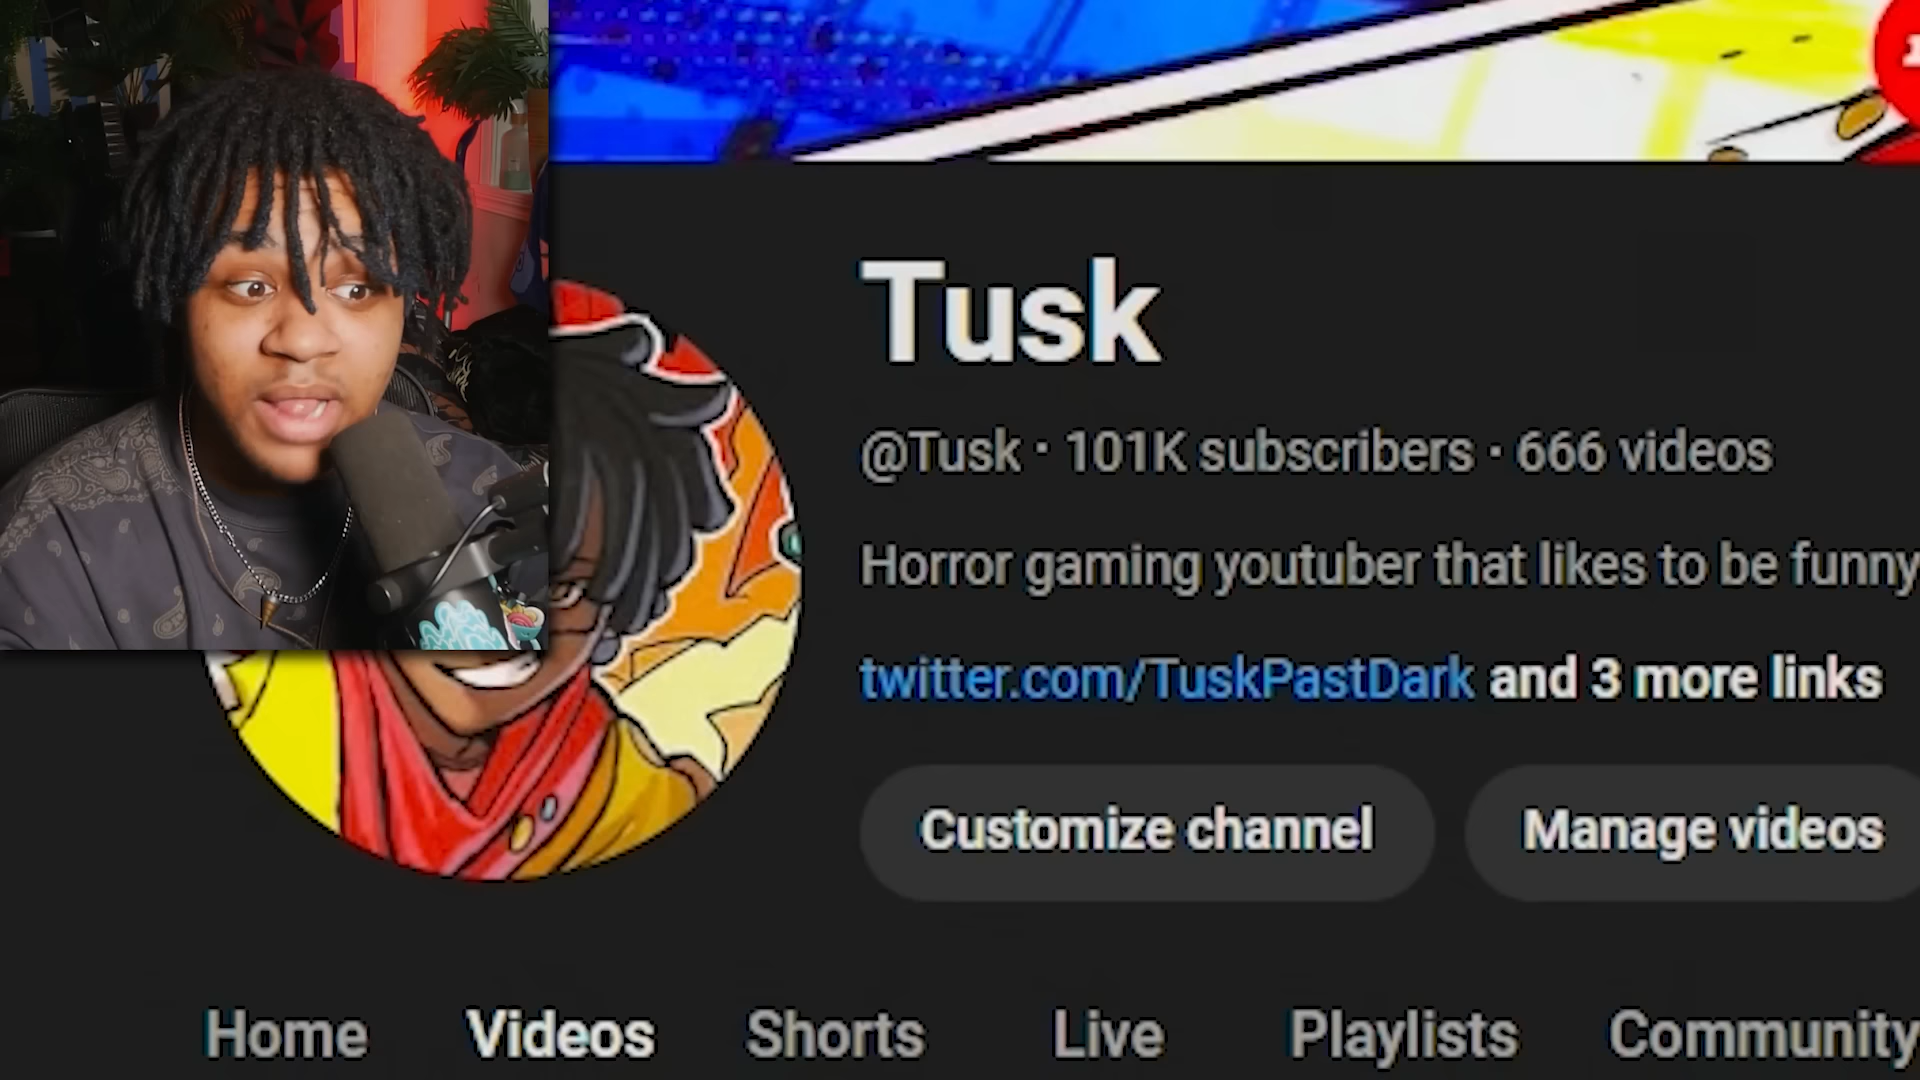 Tusk
@Tusk · 101K subscribers · 666 videos
Horror gaming youtuber that likes to be funny
twitter.com/TuskPastDark and 3 more links
Customize channel
Manage videos
Home Videos Shorts Live Playlists Community